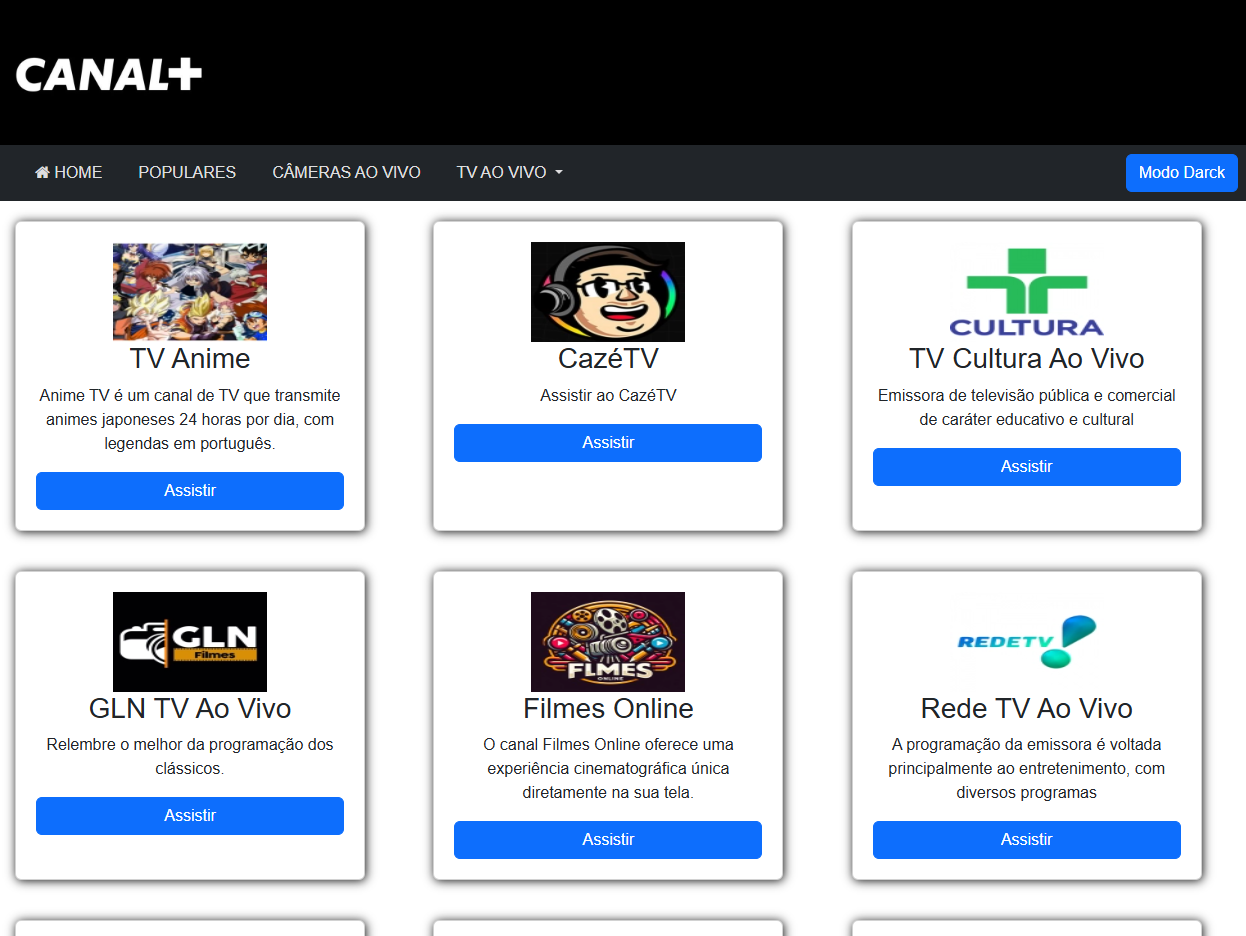 CANAL+
HOME
POPULARES
CÂMERAS AO VIVO
TV AO VIVO
Modo Darck
TV Anime
Anime TV é um canal de TV que transmite
animes japoneses 24 horas por dia, com
legendas em português.
Assistir
CazéTV
Assistir ao CazéTV
Assistir
CULTURA
TV Cultura Ao Vivo
Emissora de televisão pública e comercial
de caráter educativo e cultural
Assistir
GLN
Filmes
GLN TV Ao Vivo
Relembre o melhor da programação dos
clássicos.
Assistir
FLMES
ONLINE
Filmes Online
O canal Filmes Online oferece uma
experiência cinematográfica única
diretamente na sua tela.
Assistir
REDETV
Rede TV Ao Vivo
A programação da emissora é voltada
principalmente ao entretenimento, com
diversos programas
Assistir